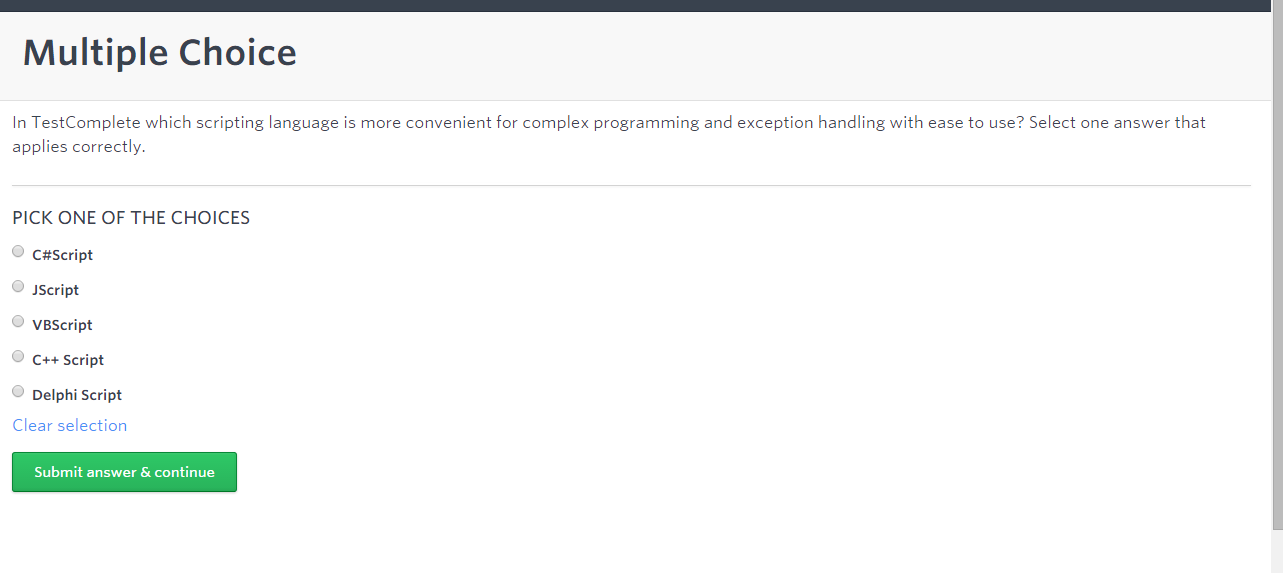 Multiple Choice
In TestComplete which scripting language is more convenient for complex programming and exception handling with ease to use? Select one answer that
applies correctly.
PICK ONE OF THE CHOICES
C#Script
JScript
VBScript
C++ Script
Delphi Script
Clear selection
Submit answer & continue